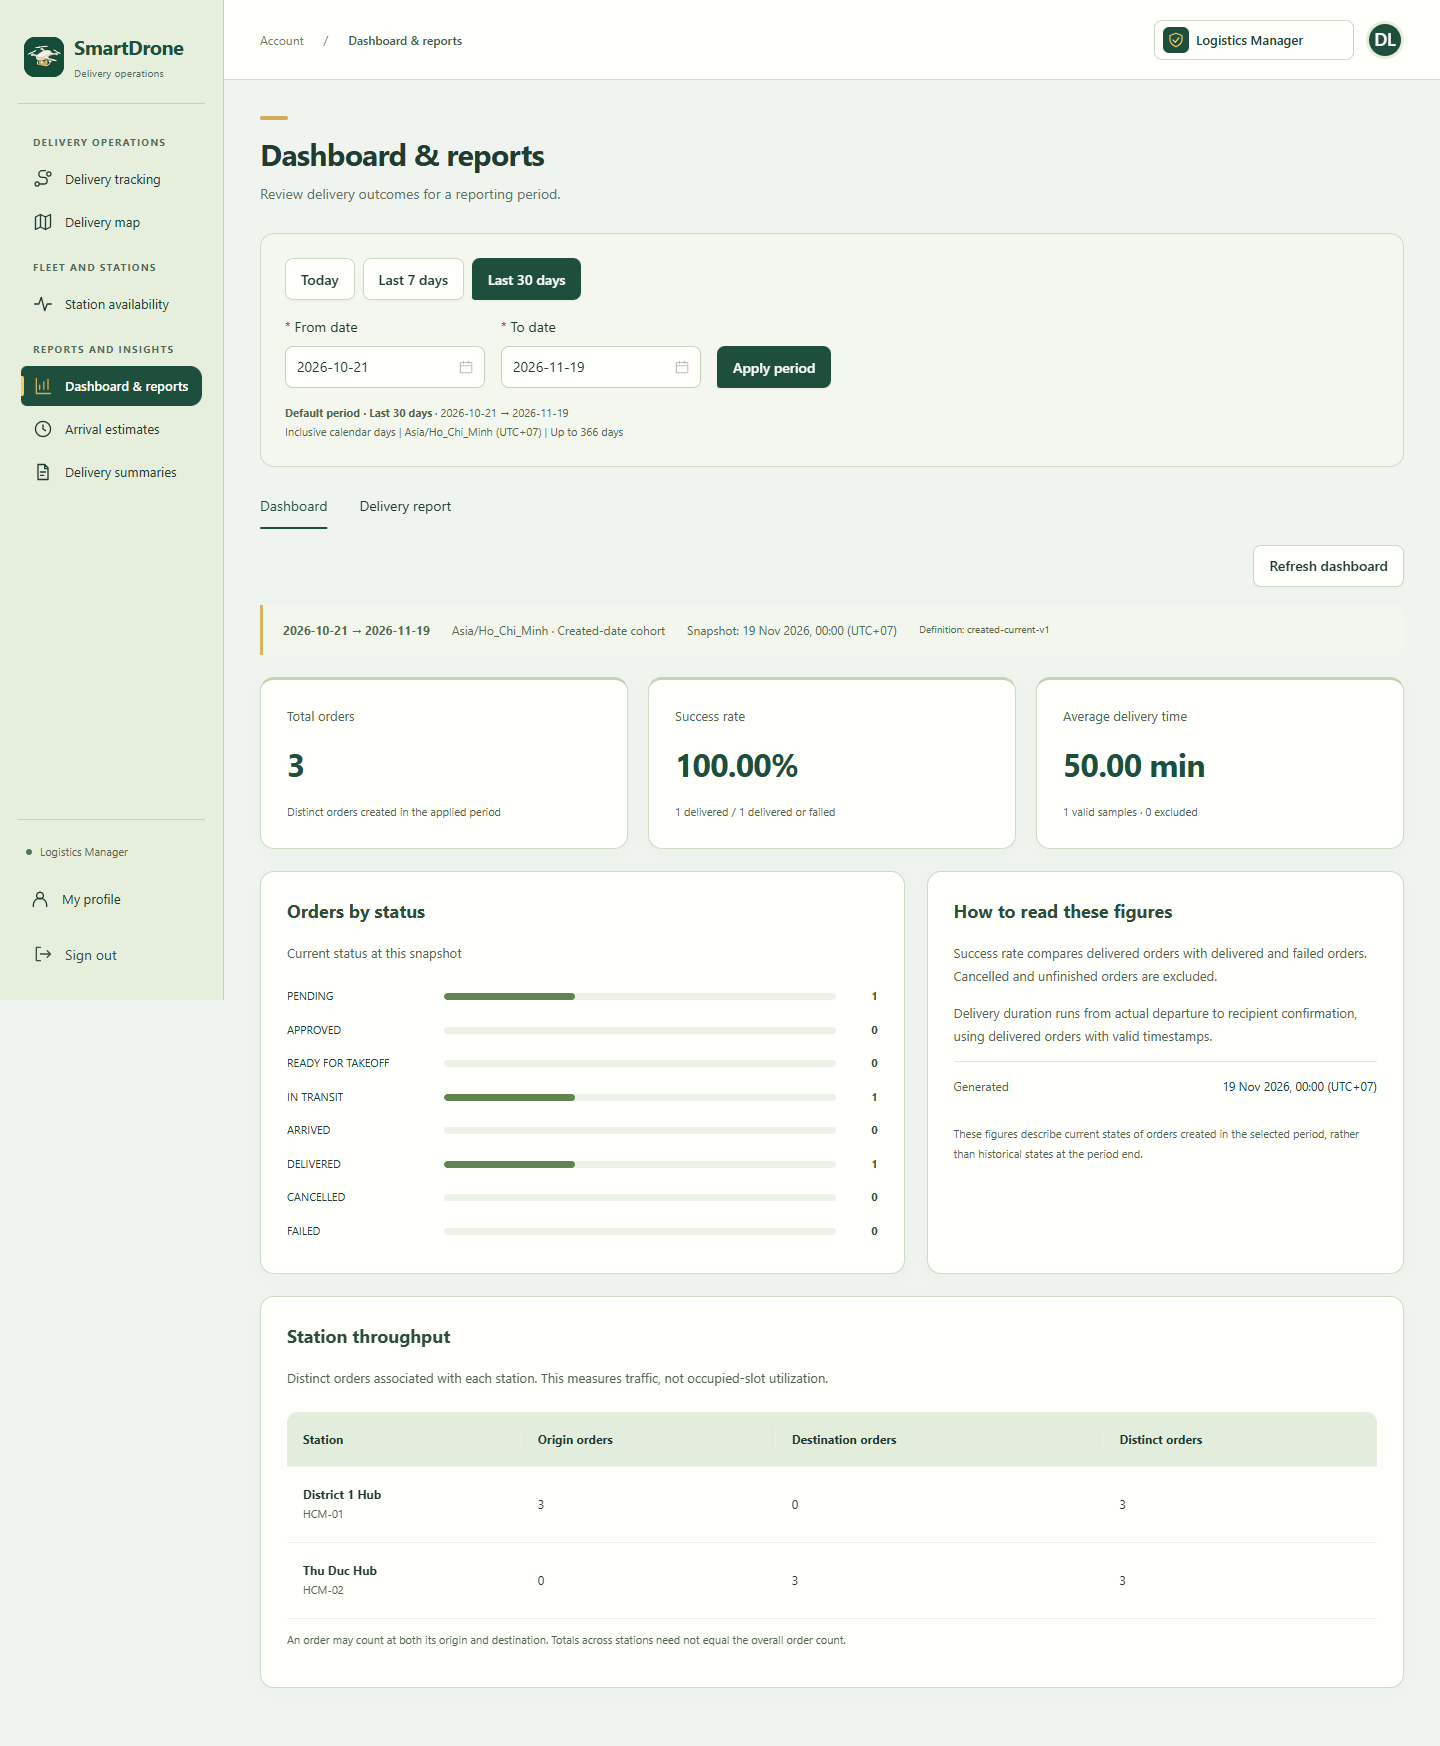 SmartDrone
Delivery operations
DELIVERY OPERATIONS
Delivery tracking
Delivery map
FLEET AND STATIONS
Station availability
REPORTS AND INSIGHTS
Dashboard & reports
Arrival estimates
Delivery summaries
Logistics Manager
My profile
Sign out
Account / Dashboard & reports
Logistics Manager
DL
Dashboard & reports
Review delivery outcomes for a reporting period.
Today Last 7 days Last 30 days
* From date * To date
2026-10-21 2026-11-19 Apply period
Default period · Last 30 days · 2026-10-21 → 2026-11-19
Inclusive calendar days | Asia/Ho_Chi_Minh (UTC+07) | Up to 366 days
Dashboard Delivery report
Refresh dashboard
2026-10-21 → 2026-11-19 Asia/Ho_Chi_Minh · Created-date cohort Snapshot: 19 Nov 2026, 00:00 (UTC+07) Definition: created-current-v1
Total orders
3
Distinct orders created in the applied period
Success rate
100.00%
1 delivered / 1 delivered or failed
Average delivery time
50.00 min
1 valid samples · 0 excluded
Orders by status
Current status at this snapshot
PENDING 1
APPROVED 0
READY FOR TAKEOFF 0
IN TRANSIT 1
ARRIVED 0
DELIVERED 1
CANCELLED 0
FAILED 0
How to read these figures
Success rate compares delivered orders with delivered and failed orders.
Cancelled and unfinished orders are excluded.
Delivery duration runs from actual departure to recipient confirmation,
using delivered orders with valid timestamps.
Generated 19 Nov 2026, 00:00 (UTC+07)
These figures describe current states of orders created in the selected period, rather
than historical states at the period end.
Station throughput
Distinct orders associated with each station. This measures traffic, not occupied-slot utilization.
Station Origin orders Destination orders Distinct orders
District 1 Hub
HCM-01
3 0 3
Thu Duc Hub
HCM-02
0 3 3
An order may count at both its origin and destination. Totals across stations need not equal the overall order count.